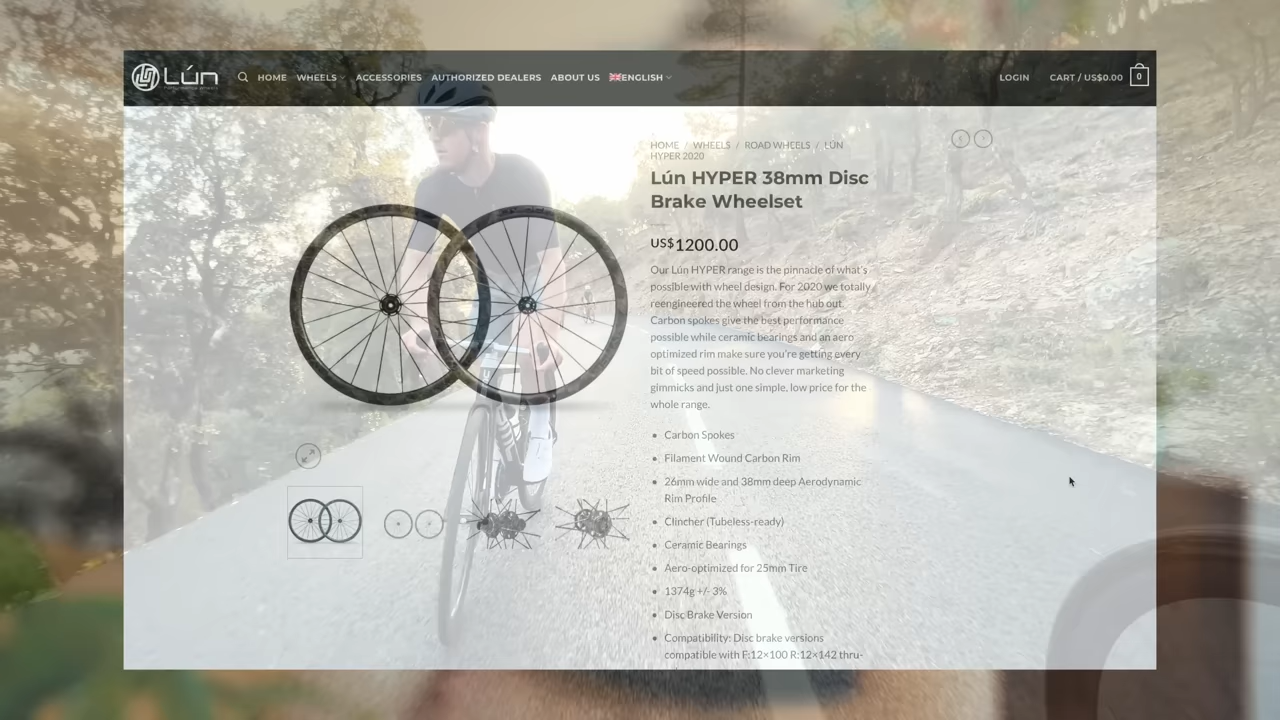 Lún
HOME WHEELS ACCESSORIES AUTHORIZED DEALERS ABOUT US ENGLISH LOGIN CART / US$0.00 0
HOME / WHEELS / ROAD WHEELS / LÚN
HYPER 2020
Lún HYPER 38mm Disc
Brake Wheelset
US$1200.00
Our Lún HYPER range is the pinnacle of what's
possible with wheel design. For 2020 we totally
reengineered the wheel from the hub out.
Carbon spokes give the best performance
possible while ceramic bearings and an aero
optimized rim make sure you're getting every
bit of speed possible. No clever marketing
gimmicks and just one simple, low price for the
whole range.
Carbon Spokes
Filament Wound Carbon Rim
26mm wide and 38mm deep Aerodynamic
Rim Profile
Clincher (Tubeless-ready)
Ceramic Bearings
Aero-optimized for 25mm Tire
1374g +/- 3%
Disc Brake Version
Compatibility: Disc brake versions
compatible with F:12×100 R:12×142 thru-